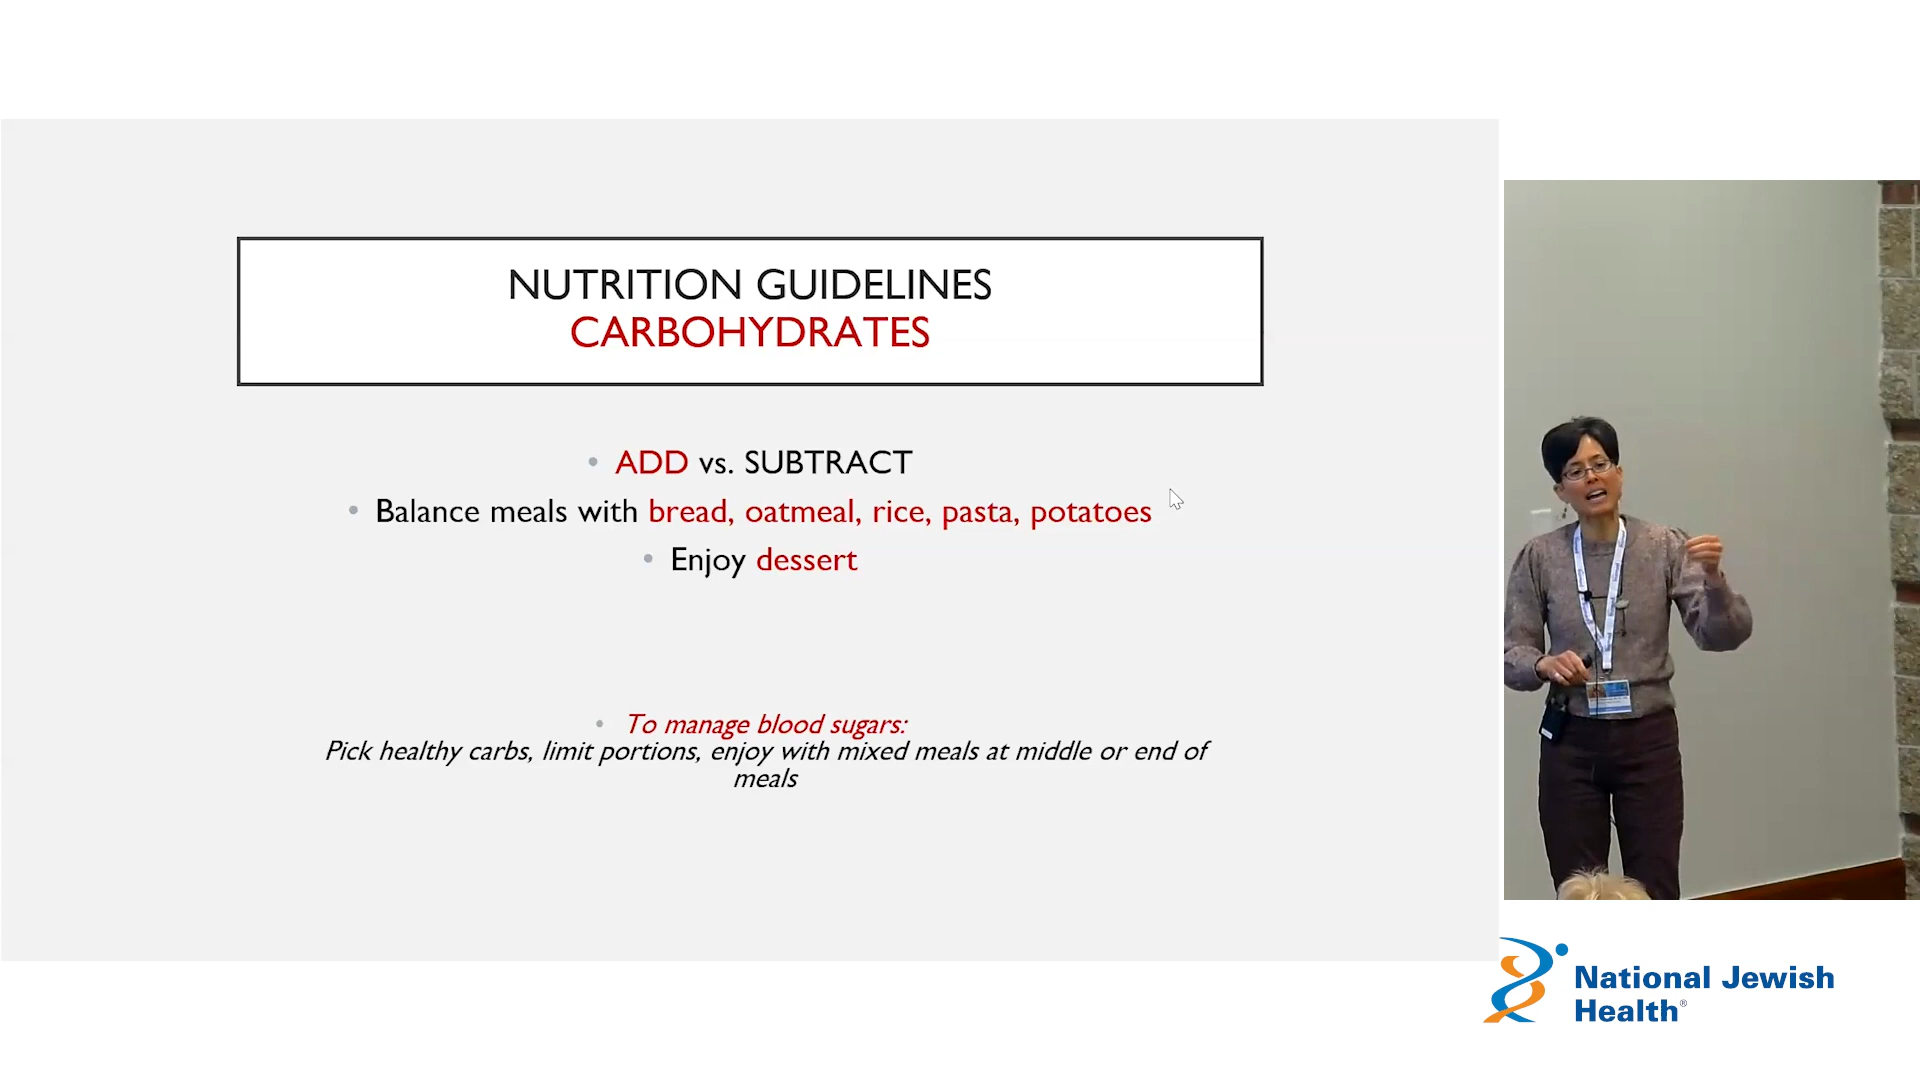 NUTRITION GUIDELINES
CARBOHYDRATES
• ADD vs. SUBTRACT
• Balance meals with bread, oatmeal, rice, pasta, potatoes
• Enjoy dessert
• To manage blood sugars:
Pick healthy carbs, limit portions, enjoy with mixed meals at middle or end of
meals
National Jewish
Health®